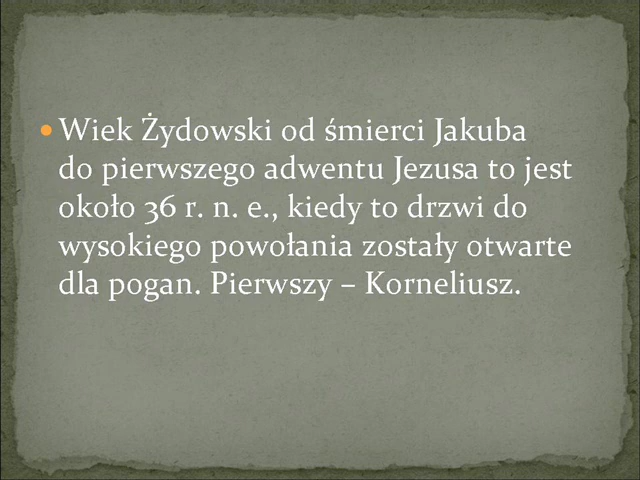 • Wiek Żydowski od śmierci Jakuba
do pierwszego adwentu Jezusa to jest
około 36 r. n. e., kiedy to drzwi do
wysokiego powołania zostały otwarte
dla pogan. Pierwszy – Korneliusz.